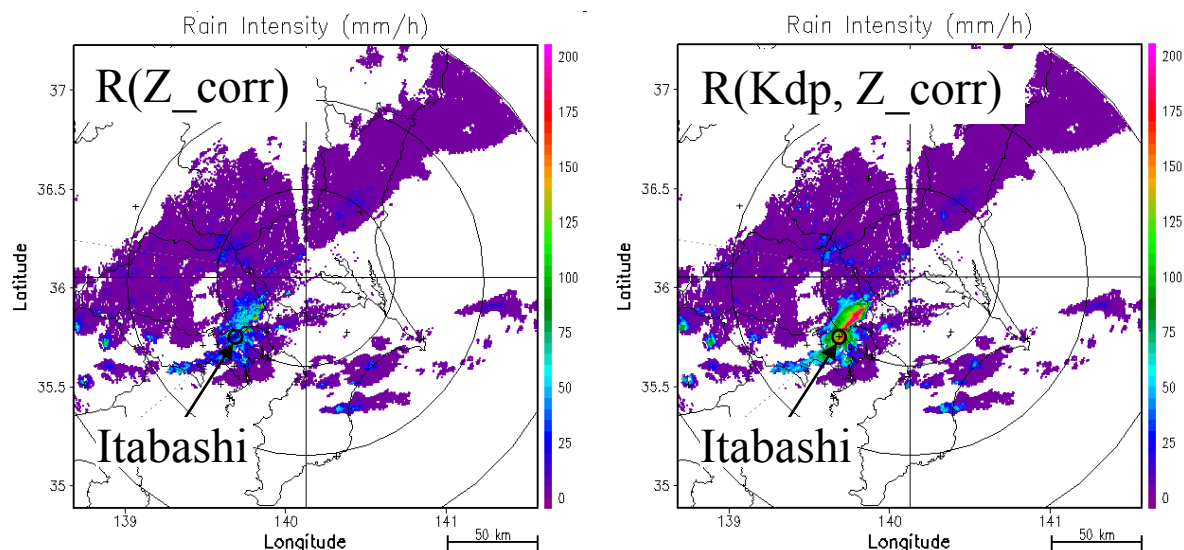 Rain Intensity (mm/h)
R(Z_corr)
Itabashi
37
36.5
36
35.5
35
Latitude
139
140
141
Longitude
50 km
200
175
150
125
100
75
50
25
0
Rain Intensity (mm/h)
R(Kdp, Z_corr)
Itabashi
37
36.5
36
35.5
35
Latitude
139
140
141
Longitude
50 km
200
175
150
125
100
75
50
25
0